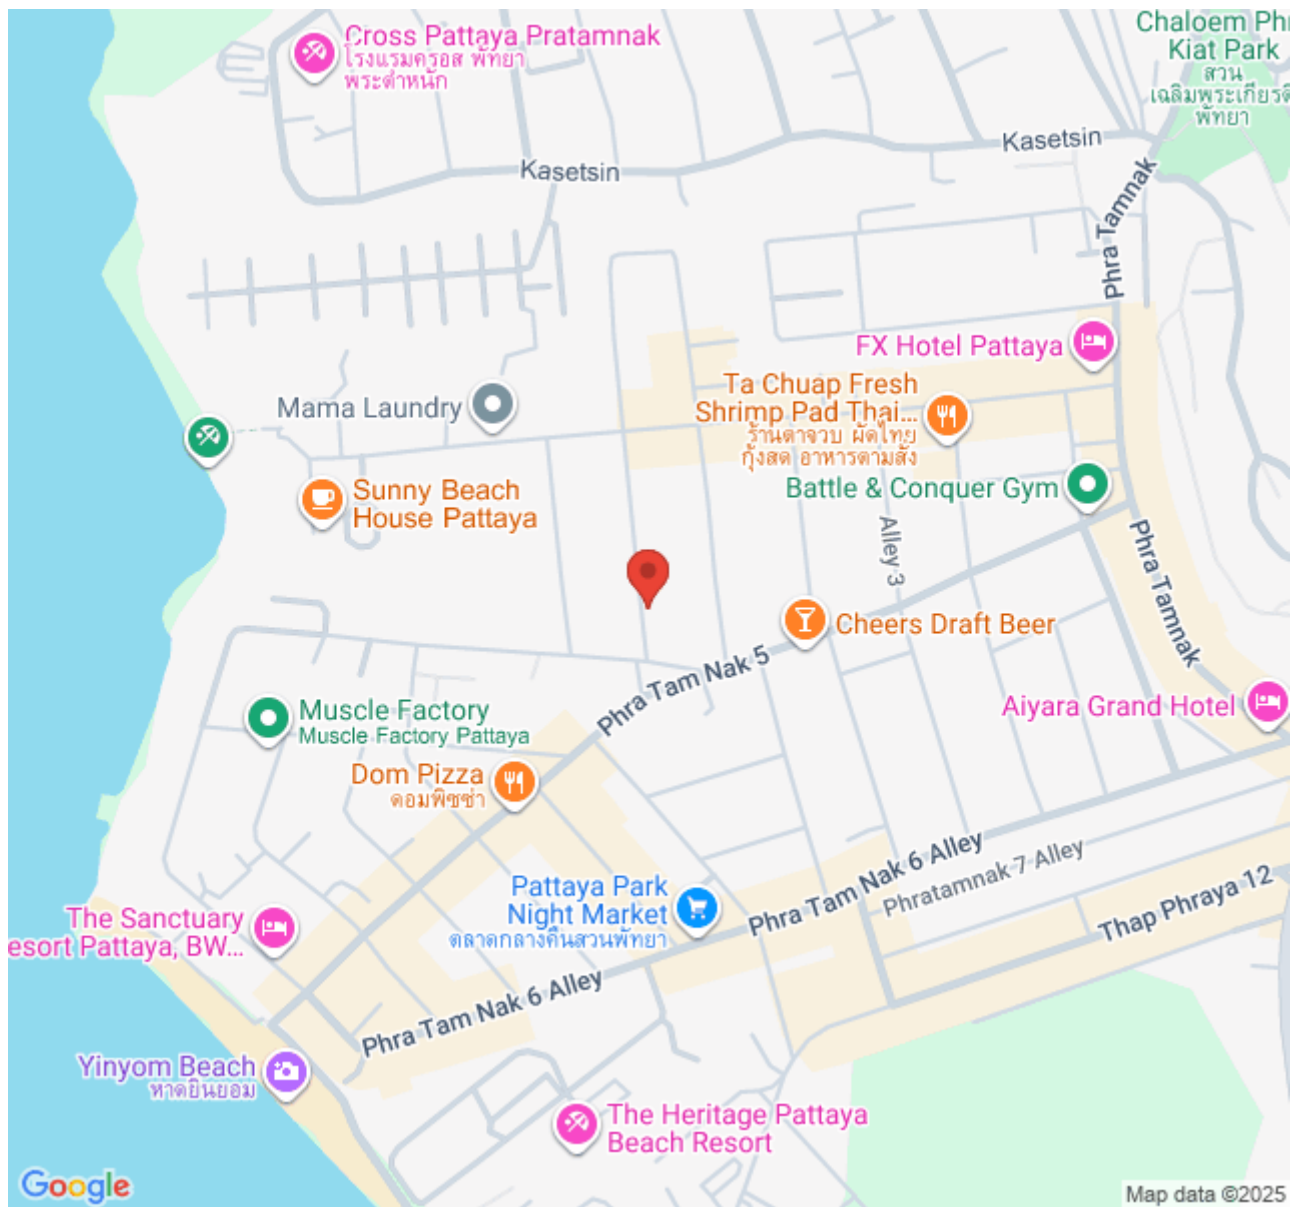 Cross Pattaya Pratamnak
โรงแรมครอส พัทยา
พระตำหนัก
Chaloem Phr
Kiat Park
สวน
เฉลิมพระเกียรติ
พัทยา
Kasetsin
Kasetsin
Phra Tamnak
FX Hotel Pattaya
Ta Chuap Fresh
Shrimp Pad Thai...
ร้านตาจวบ ผัดไทย
กุ้งสด อาหารตามสั่ง
Mama Laundry
Sunny Beach
House Pattaya
Battle & Conquer Gym
Alley 3
Phra Tamnak
Cheers Draft Beer
Phra Tam Nak 5
Aiyara Grand Hotel
Muscle Factory
Muscle Factory Pattaya
Dom Pizza
ดอมพิซซ่า
Phra Tam Nak 6 Alley
Phratamnak 7 Alley
Thap Phraya 12
Pattaya Park
Night Market
ตลาดกลางคืนสวนพัทยา
The Sanctuary
esort Pattaya, BW...
Phra Tam Nak 6 Alley
Yinyom Beach
หาดยินยอม
The Heritage Pattaya
Beach Resort
Google
Map data ©2025